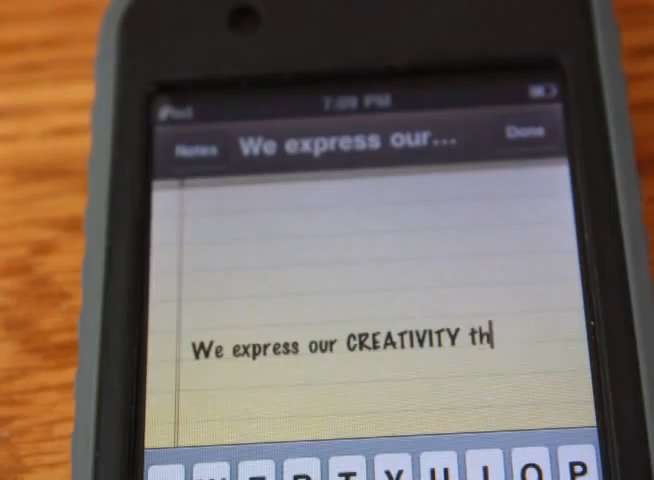 iPod 7:09 PM
Notes We express our... Done
We express our CREATIVITY th
W E R T Y U I O P